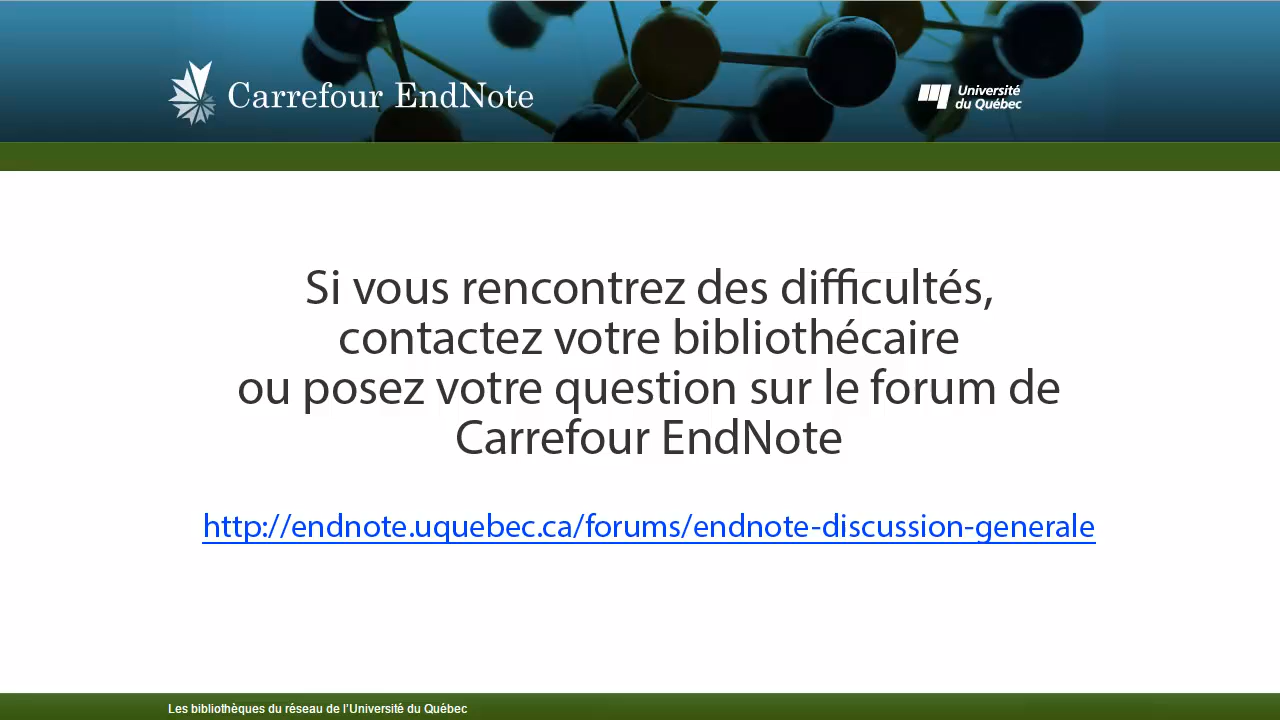 Carrefour EndNote
Université
du Québec
Si vous rencontrez des difficultés,
contactez votre bibliothécaire
ou posez votre question sur le forum de
Carrefour EndNote
http://endnote.uquebec.ca/forums/endnote-discussion-generale
Les bibliothèques du réseau de l'Université du Québec